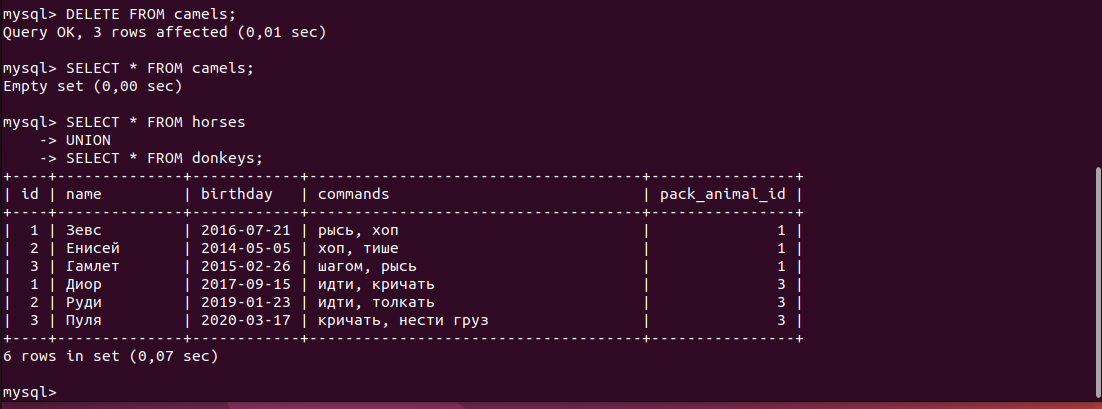 mysql> DELETE FROM camels;
Query OK, 3 rows affected (0,01 sec)
mysql> SELECT * FROM camels;
Empty set (0,00 sec)
mysql> SELECT * FROM horses
    -> UNION
    -> SELECT * FROM donkeys;
+----+--------------+------------+-------------------------------------+----------------+
| id | name         | birthday   | commands                            | pack_animal_id |
+----+--------------+------------+-------------------------------------+----------------+
|  1 | Зевс         | 2016-07-21 | рысь, хоп                           |              1 |
|  2 | Енисей       | 2014-05-05 | хоп, тише                           |              1 |
|  3 | Гамлет       | 2015-02-26 | шагом, рысь                         |              1 |
|  1 | Диор         | 2017-09-15 | идти, кричать                       |              3 |
|  2 | Руди         | 2019-01-23 | идти, толкать                       |              3 |
|  3 | Пуля         | 2020-03-17 | кричать, нести груз                 |              3 |
+----+--------------+------------+-------------------------------------+----------------+
6 rows in set (0,07 sec)
mysql>